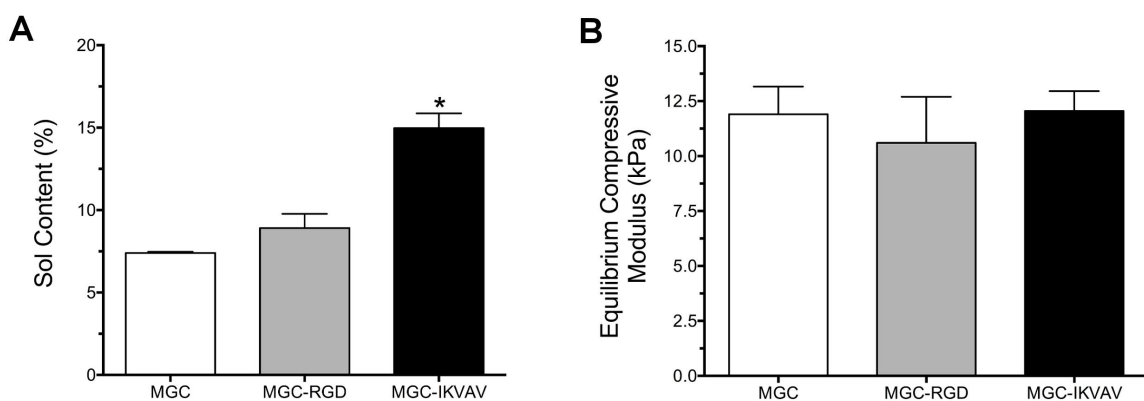 A
Sol Content (%)
20
15
10
5
0
*
MGC
MGC-RGD
MGC-IKVAV
B
Equilibrium Compressive
Modulus (kPa)
15.0
12.5
10.0
7.5
5.0
2.5
0.0
MGC
MGC-RGD
MGC-IKVAV